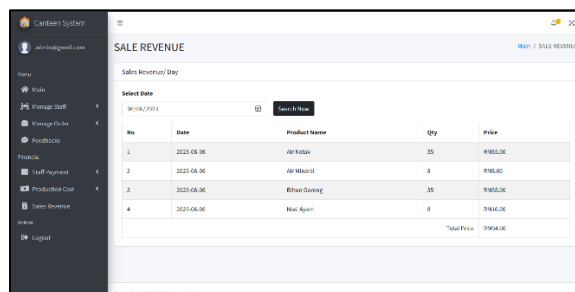 Canteen System
admin@gmail.com
SALE REVENUE
Main / SALE REVENUE
Menu
Main
Manage Staff
Manage Order
Feedbacks
Financial
Staff Payment
Production Cost
Sales Revenue
Action
Logout
Sales Revenue/ Day
Select Date
06/06/2023
Search Now
No Date Product Name Qty Price
1 2023-06-06 Air Kotak 35 RM35.00
2 2023-06-06 Air Mineral 8
3 2023-06-06 Bihun Goreng 35 RM35.00
4 2023-06-06 Nasi Ayam 8 RM16.00
Total Price RM94.00